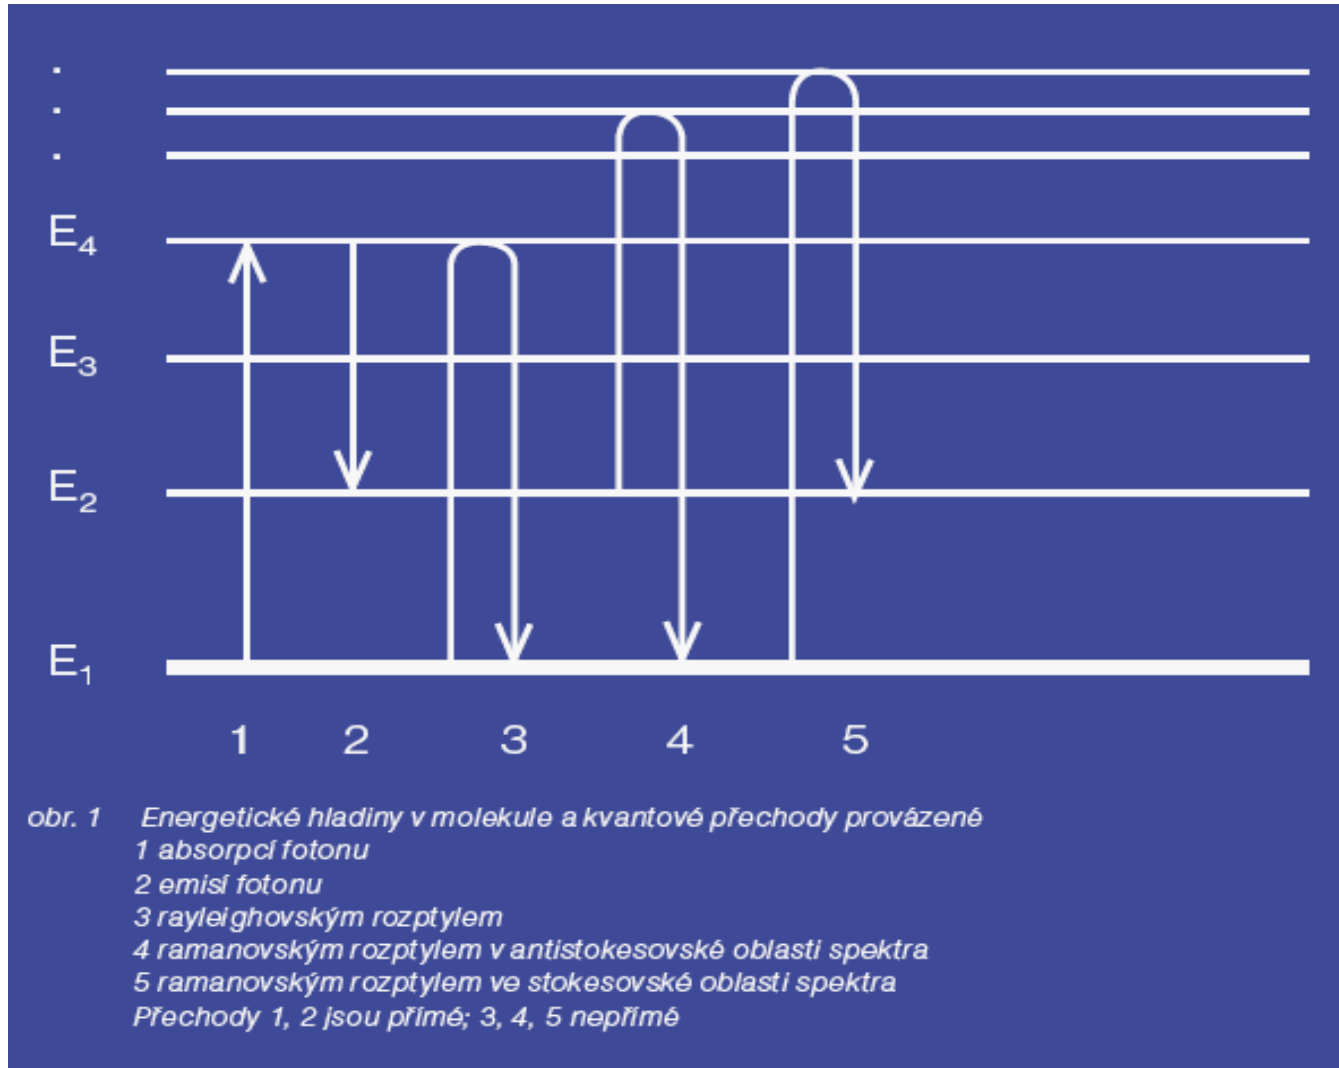 .
.
.
E4
E3
E2
E1
1 2 3 4 5
obr. 1 Energetické hladiny v molekule a kvantové přechody provázené
1 absorpcí fotonu
2 emisí fotonu
3 rayleighovským rozptylem
4 ramanovským rozptylem v antistokesovské oblasti spektra
5 ramanovským rozptylem ve stokesovské oblasti spektra
Přechody 1, 2 jsou přímé; 3, 4, 5 nepřímé